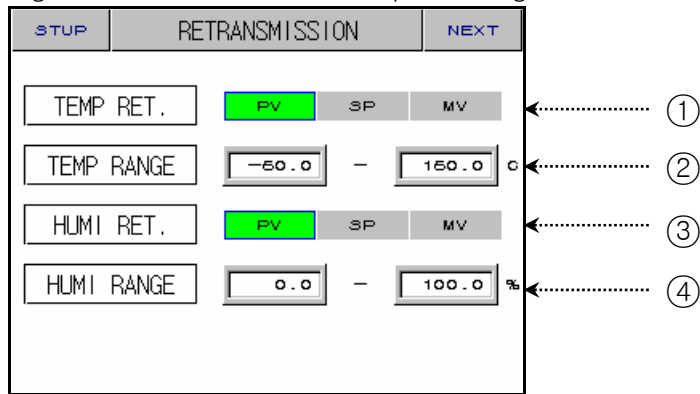 STUP RETRANSMISSION NEXT
TEMP RET. PV SP MV ①
TEMP RANGE -50.0 - 150.0 C ②
HUMI RET. PV SP MV ③
HUMI RANGE 0.0 - 100.0 % ④